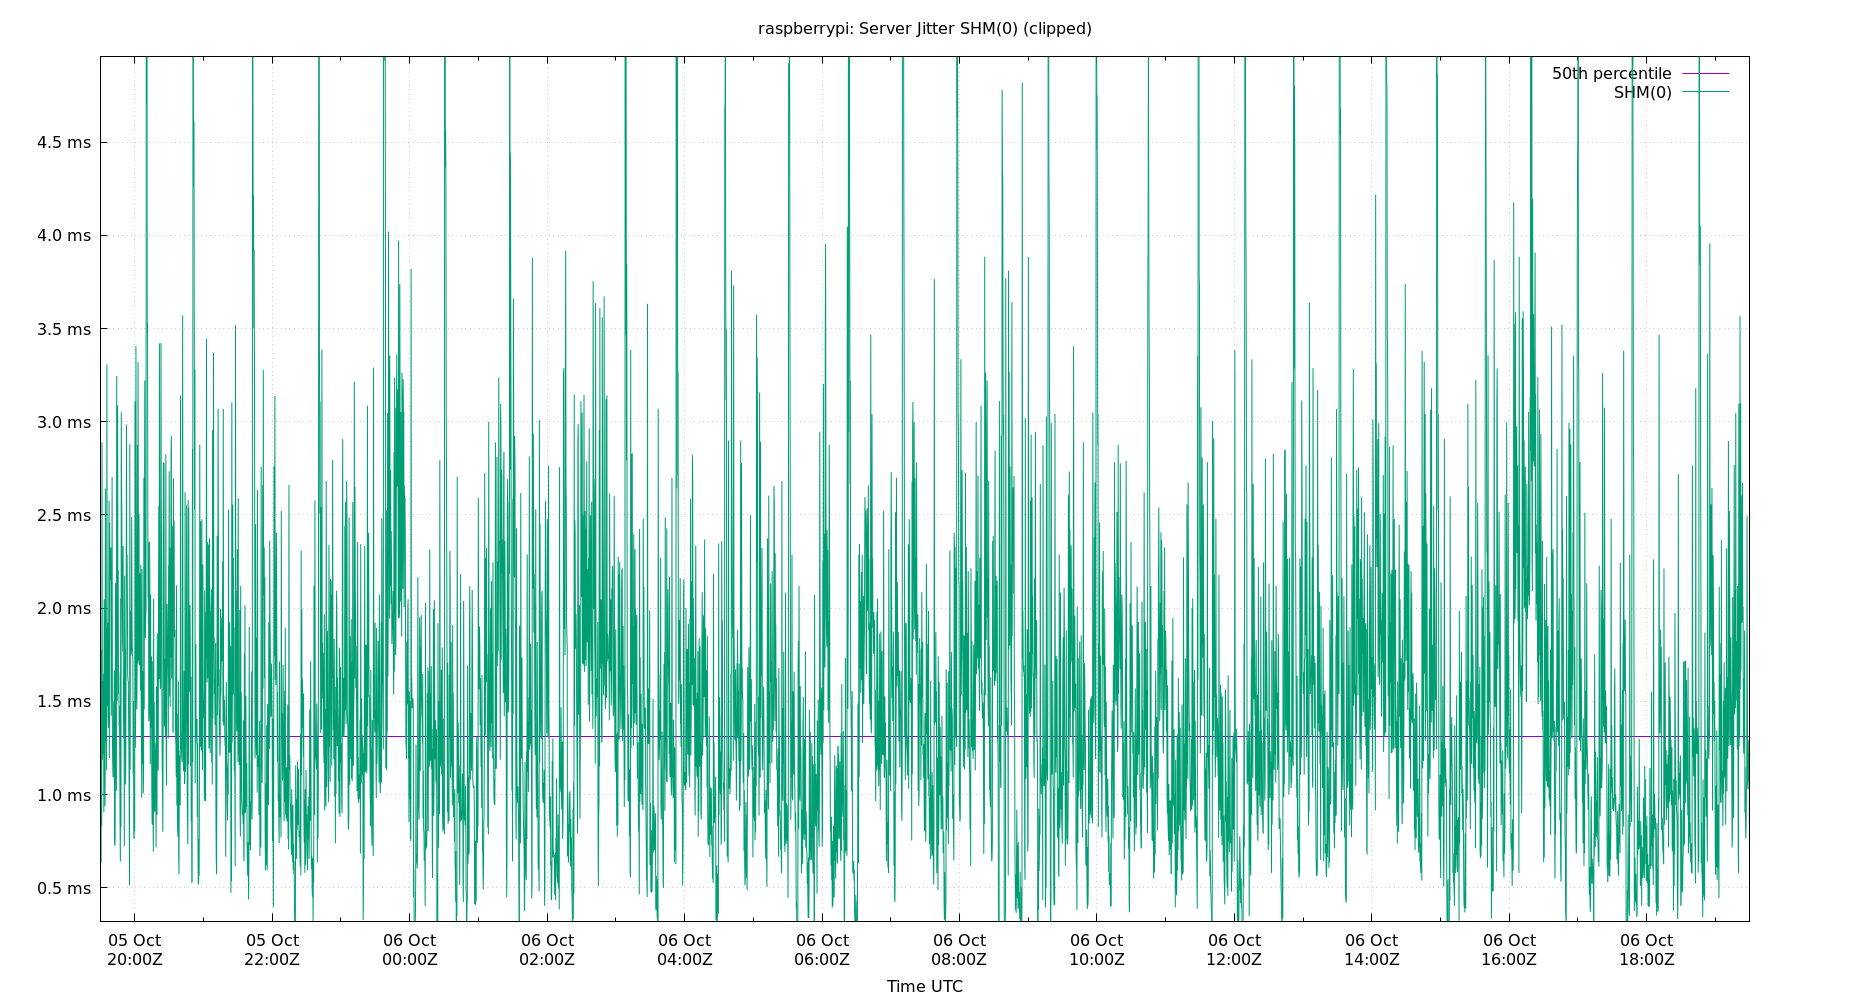 raspberrypi: Server Jitter SHM(0) (clipped)
50th percentile
SHM(0)
4.5 ms
4.0 ms
3.5 ms
3.0 ms
2.5 ms
2.0 ms
1.5 ms
1.0 ms
0.5 ms
05 Oct 05 Oct 06 Oct 06 Oct 06 Oct 06 Oct 06 Oct 06 Oct 06 Oct 06 Oct 06 Oct 06 Oct
20:00Z 22:00Z 00:00Z 02:00Z 04:00Z 06:00Z 08:00Z 10:00Z 12:00Z 14:00Z 16:00Z 18:00Z
Time UTC